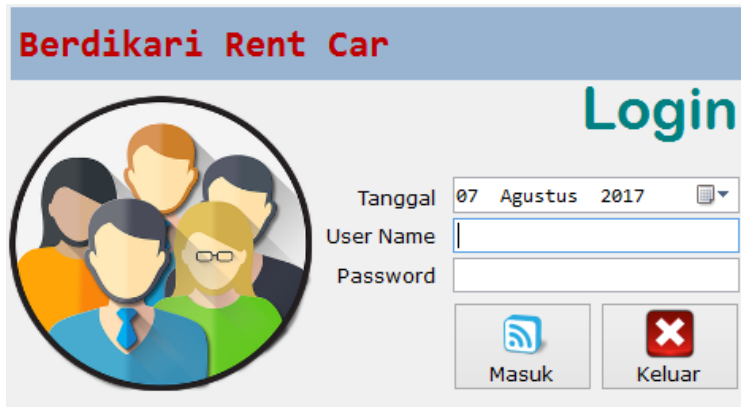 Berdikari Rent Car
Login
Tanggal 07 Agustus 2017
User Name
Password
Masuk Keluar